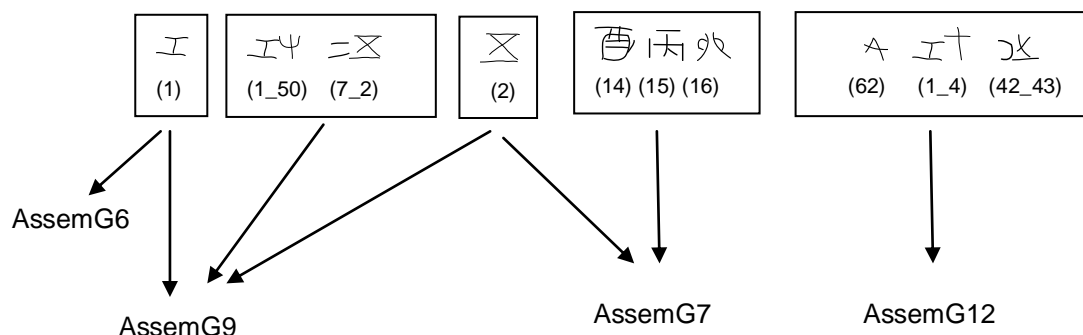 (1) (1_50) (7_2) (2) (14) (15) (16) (62) (1_4) (42_43)
AssemG6
AssemG9 AssemG7 AssemG12